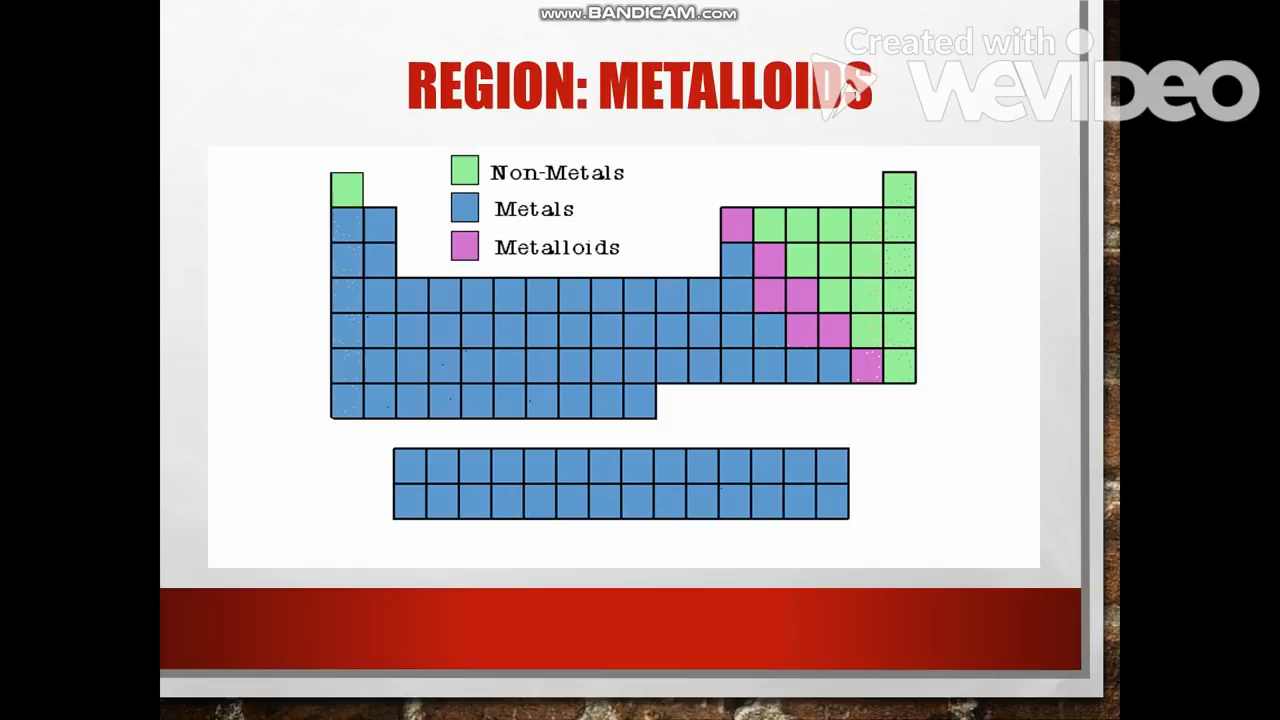 www.BANDICAM.com
Created with
WEVIDEO
REGION: METALLOIDS
Non-Metals
Metals
Metalloids